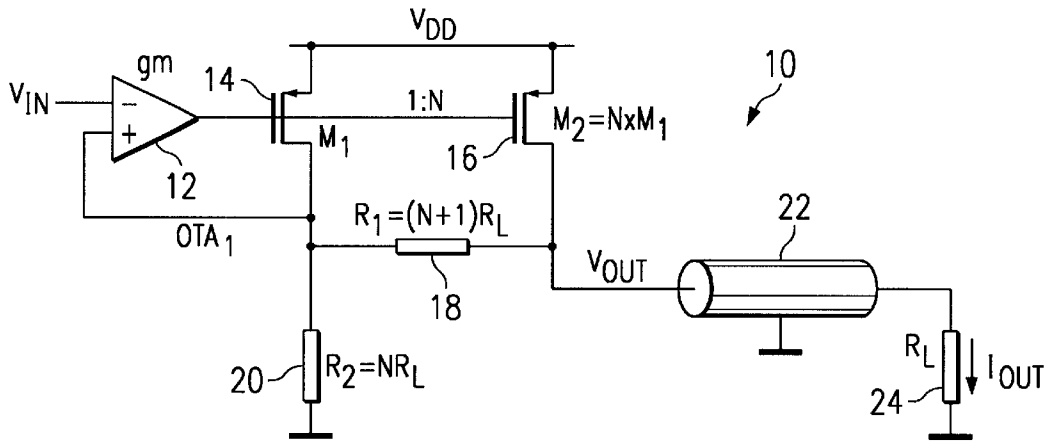 V_DD
10
gm
14
V_IN
−
+
1:N
M_2=NxM_1
M_1
16
12
22
OTA_1
R_1=(N+1)R_L
V_OUT
18
20
R_2=NR_L
R_L
I_OUT
24